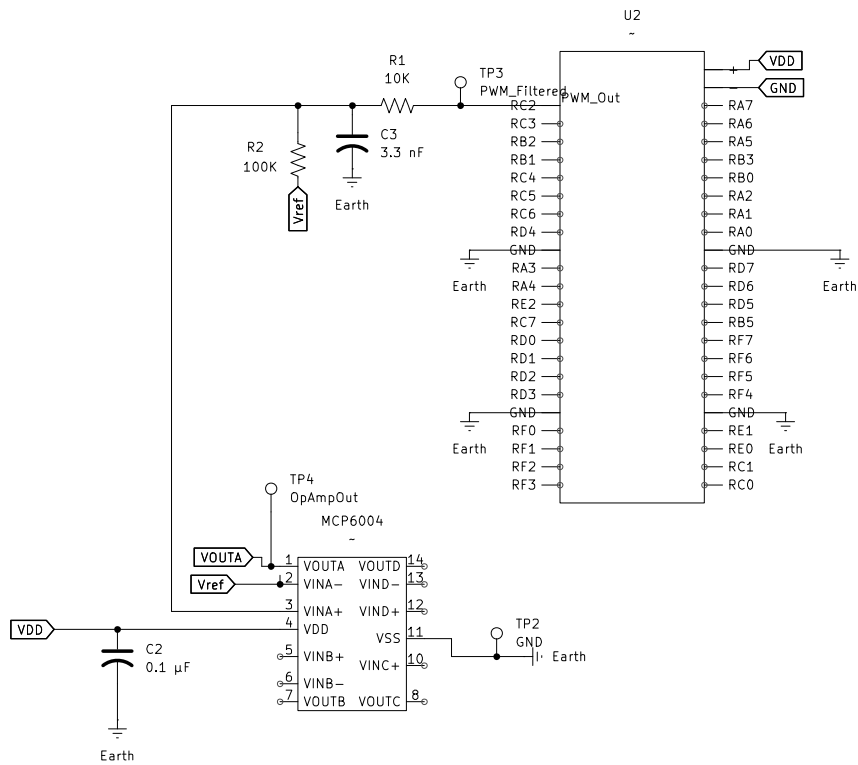 U2
~
VDD
+
GND
-
R1
10K
TP3
PWM_Filtered
PWM_Out
RC2
RC3
RB2
RB1
RC4
RC5
RC6
RD4
GND
RA3
RA4
RE2
RC7
RD0
RD1
RD2
RD3
GND
RF0
RF1
RF2
RF3
RA7
RA6
RA5
RB3
RB0
RA2
RA1
RA0
GND
RD7
RD6
RD5
RB5
RF7
RF6
RF5
RF4
GND
RE1
RE0
RC1
RC0
Earth
Earth
Earth
Earth
R2
100K
Vref
C3
3.3 nF
Earth
TP4
OpAmpOut
MCP6004
~
VOUTA
Vref
1 VOUTA VOUTD 14
2 VINA- VIND- 13
3 VINA+ VIND+ 12
4 VDD
VSS 11
5 VINB+
VINC+ 10
6 VINB-
7 VOUTB VOUTC 8
TP2
GND
Earth
VDD
C2
0.1 µF
Earth